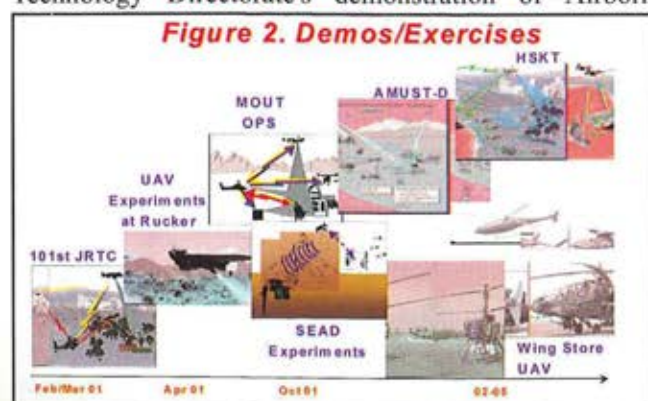 Technology Directorate's demonstration of Airborn
Figure 2. Demos/Exercises
HSKT
AMUST-D
MOUT
OPS
UAV
Experiments
at Rucker
101st JRTC
SEAD
Experiments
Wing Store
UAV
Feb/Mar 01
Apr 01
Oct 01
02-05